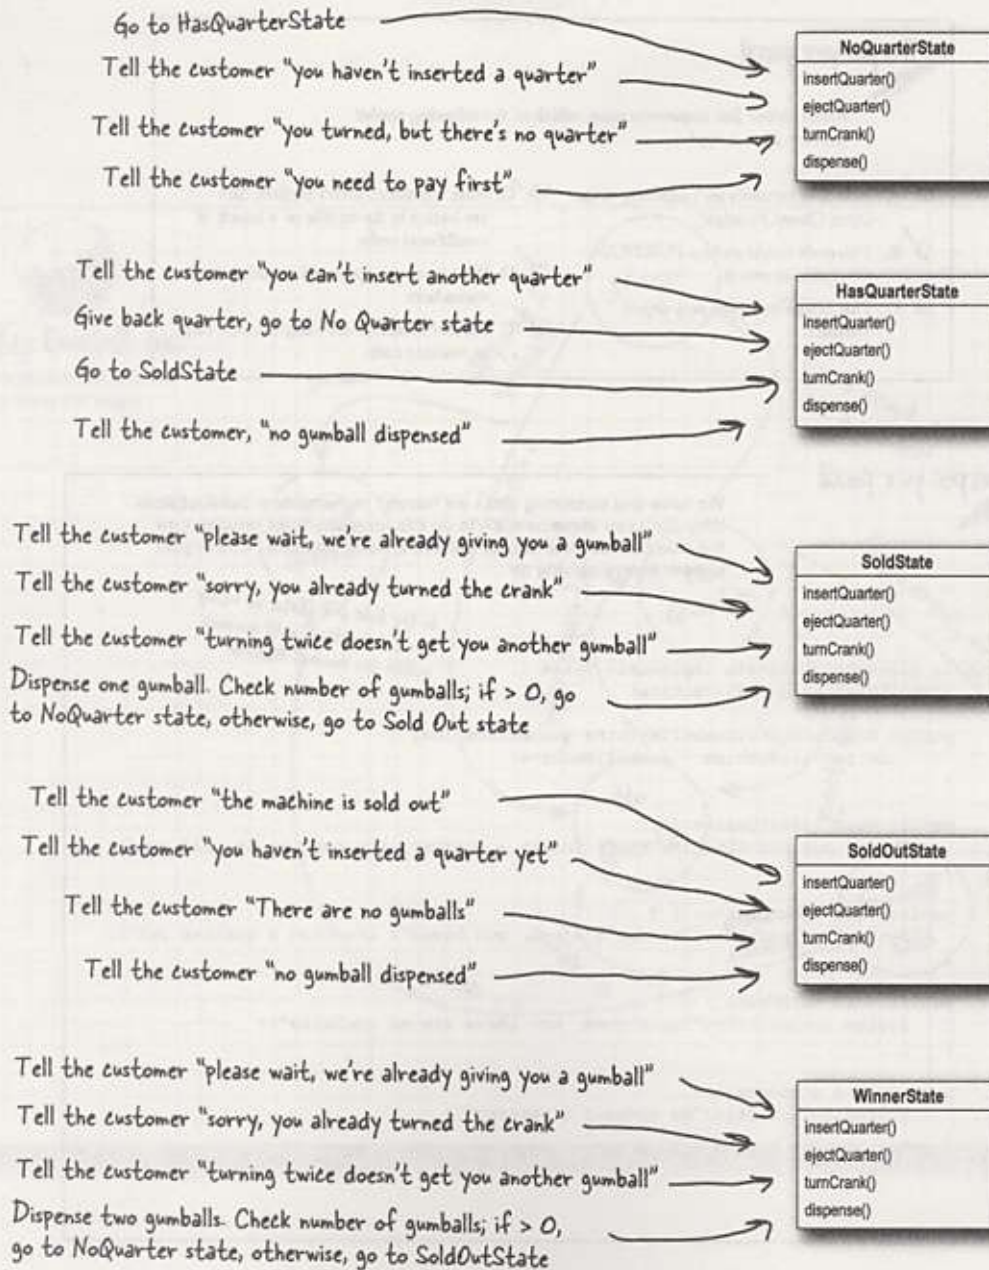 Go to HasQuarterState
Tell the customer "you haven't inserted a quarter"
Tell the customer "you turned, but there's no quarter"
Tell the customer "you need to pay first"
NoQuarterState
insertQuarter()
ejectQuarter()
turnCrank()
dispense()
Tell the customer "you can't insert another quarter"
Give back quarter, go to No Quarter state
Go to SoldState
Tell the customer, "no gumball dispensed"
HasQuarterState
insertQuarter()
ejectQuarter()
turnCrank()
dispense()
Tell the customer "please wait, we're already giving you a gumball"
Tell the customer "sorry, you already turned the crank"
Tell the customer "turning twice doesn't get you another gumball"
Dispense one gumball. Check number of gumballs; if > 0, go
to NoQuarter state, otherwise, go to Sold Out state
SoldState
insertQuarter()
ejectQuarter()
turnCrank()
dispense()
Tell the customer "the machine is sold out"
Tell the customer "you haven't inserted a quarter yet"
Tell the customer "There are no gumballs"
Tell the customer "no gumball dispensed"
SoldOutState
insertQuarter()
ejectQuarter()
turnCrank()
dispense()
Tell the customer "please wait, we're already giving you a gumball"
Tell the customer "sorry, you already turned the crank"
Tell the customer "turning twice doesn't get you another gumball"
Dispense two gumballs. Check number of gumballs; if > 0,
go to NoQuarter state, otherwise, go to SoldOutState
WinnerState
insertQuarter()
ejectQuarter()
turnCrank()
dispense()